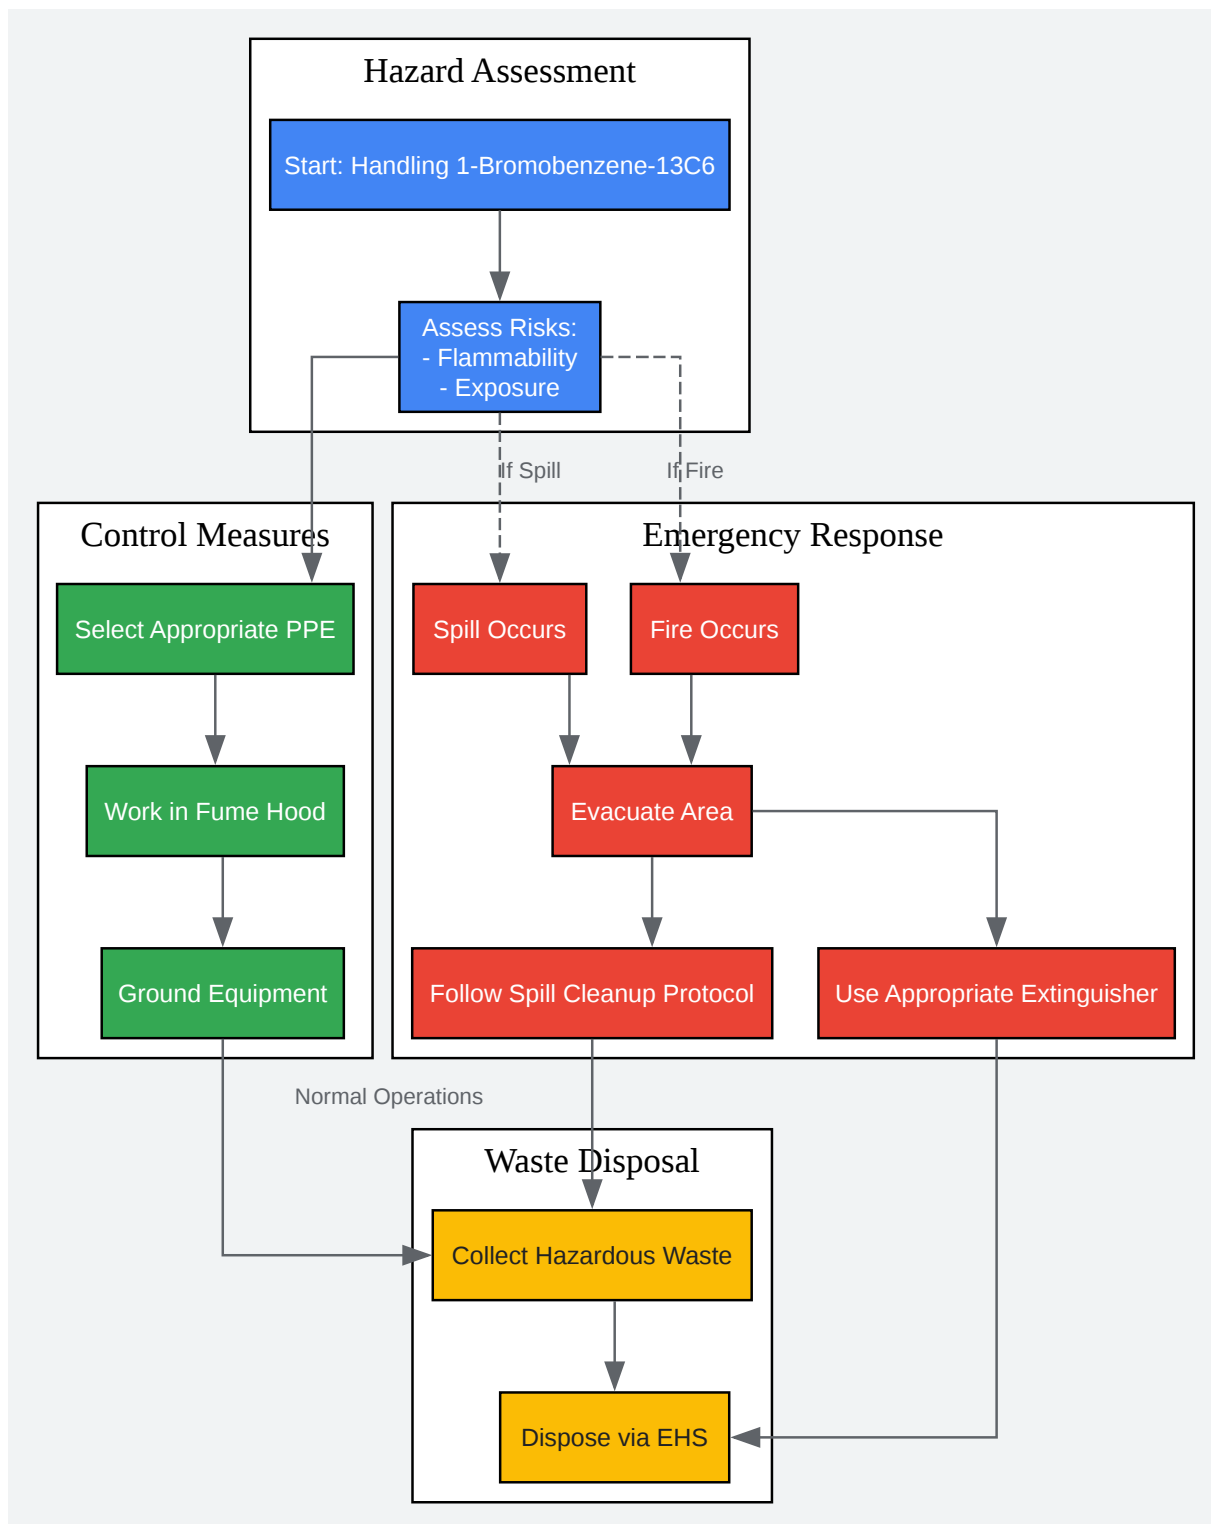 Hazard Assessment
Start: Handling 1-Bromobenzene-13C6
Assess Risks:
- Flammability
- Exposure
If Spill
If Fire
Control Measures
Select Appropriate PPE
Work in Fume Hood
Ground Equipment
Emergency Response
Spill Occurs
Fire Occurs
Evacuate Area
Follow Spill Cleanup Protocol
Use Appropriate Extinguisher
Normal Operations
Waste Disposal
Collect Hazardous Waste
Dispose via EHS